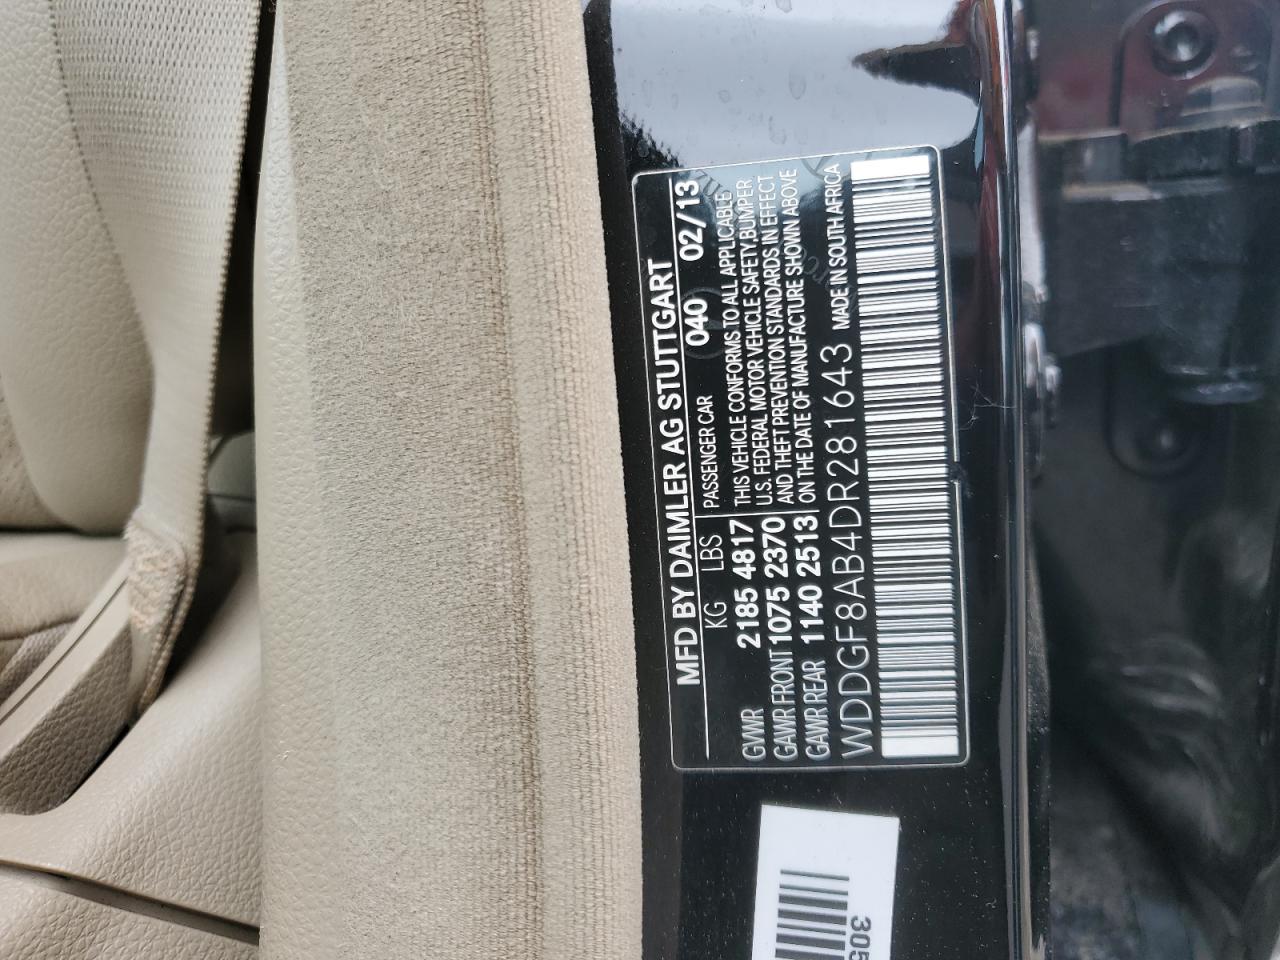 MFD BY DAIMLER AG STUTTGART
040 02/13
KG LBS PASSENGER CAR
GVWR 2185 4817
GAWR FRONT 1075 2370
GAWR REAR 1140 2513
THIS VEHICLE CONFORMS TO ALL APPLICABLE
U.S. FEDERAL MOTOR VEHICLE SAFETY, BUMPER
AND THEFT PREVENTION STANDARDS IN EFFECT
ON THE DATE OF MANUFACTURE SHOWN ABOVE
WDDGF8AB4DR281643 MADE IN SOUTH AFRICA
305